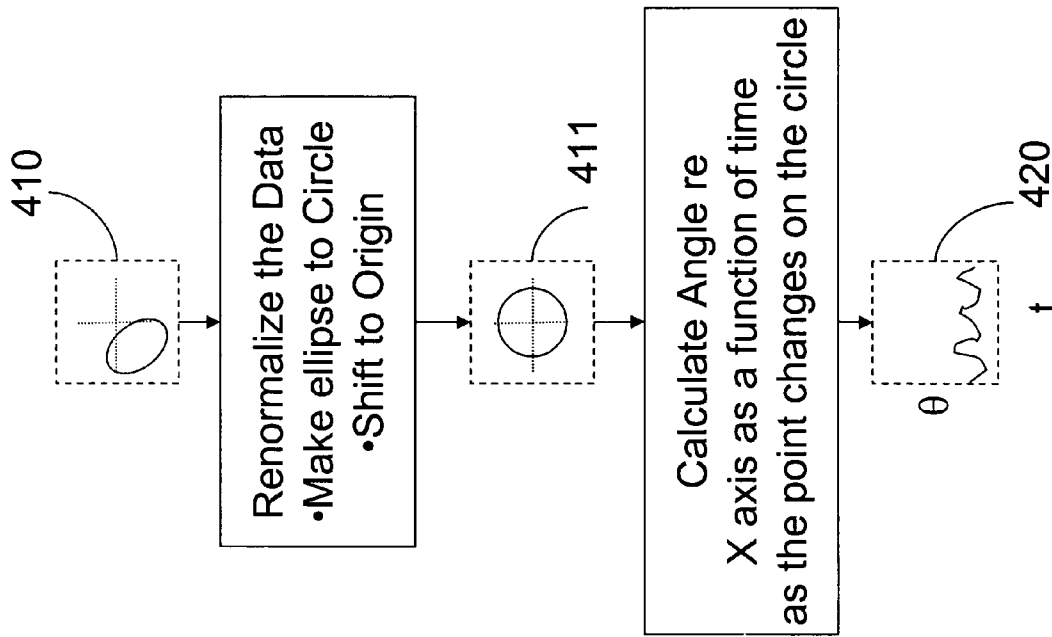 410
Renormalize the Data
•Make ellipse to Circle
•Shift to Origin
411
Calculate Angle re
X axis as a function of time
as the point changes on the circle
420
θ
t